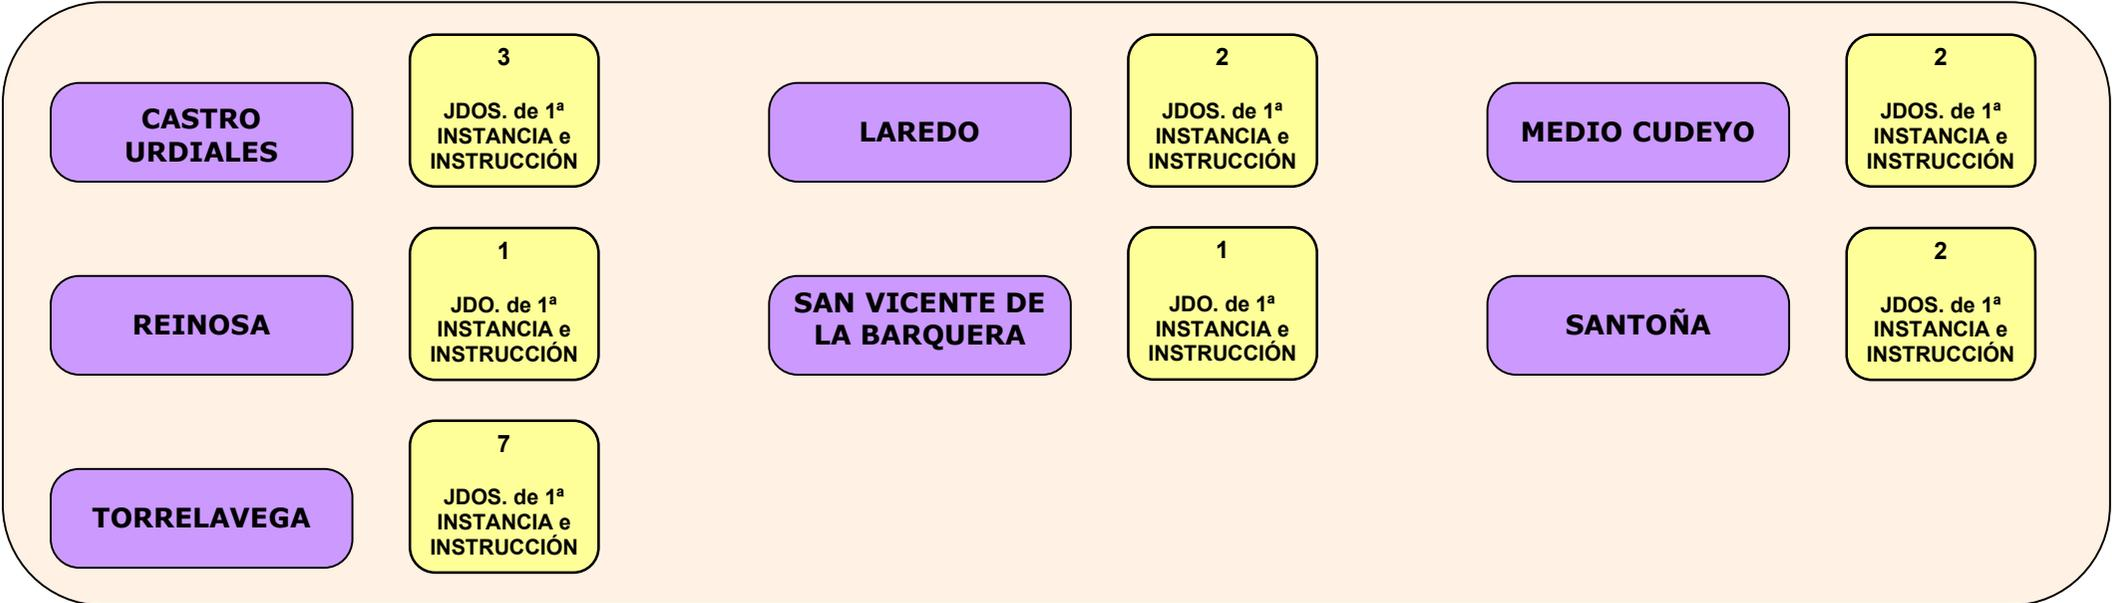 CASTRO
URDIALES
3
JDOS. de 1ª
INSTANCIA e
INSTRUCCIÓN
LAREDO
2
JDOS. de 1ª
INSTANCIA e
INSTRUCCIÓN
MEDIO CUDEYO
2
JDOS. de 1ª
INSTANCIA e
INSTRUCCIÓN
REINOSA
1
JDO. de 1ª
INSTANCIA e
INSTRUCCIÓN
SAN VICENTE DE
LA BARQUERA
1
JDO. de 1ª
INSTANCIA e
INSTRUCCIÓN
SANTOÑA
2
JDOS. de 1ª
INSTANCIA e
INSTRUCCIÓN
TORRELAVEGA
7
JDOS. de 1ª
INSTANCIA e
INSTRUCCIÓN